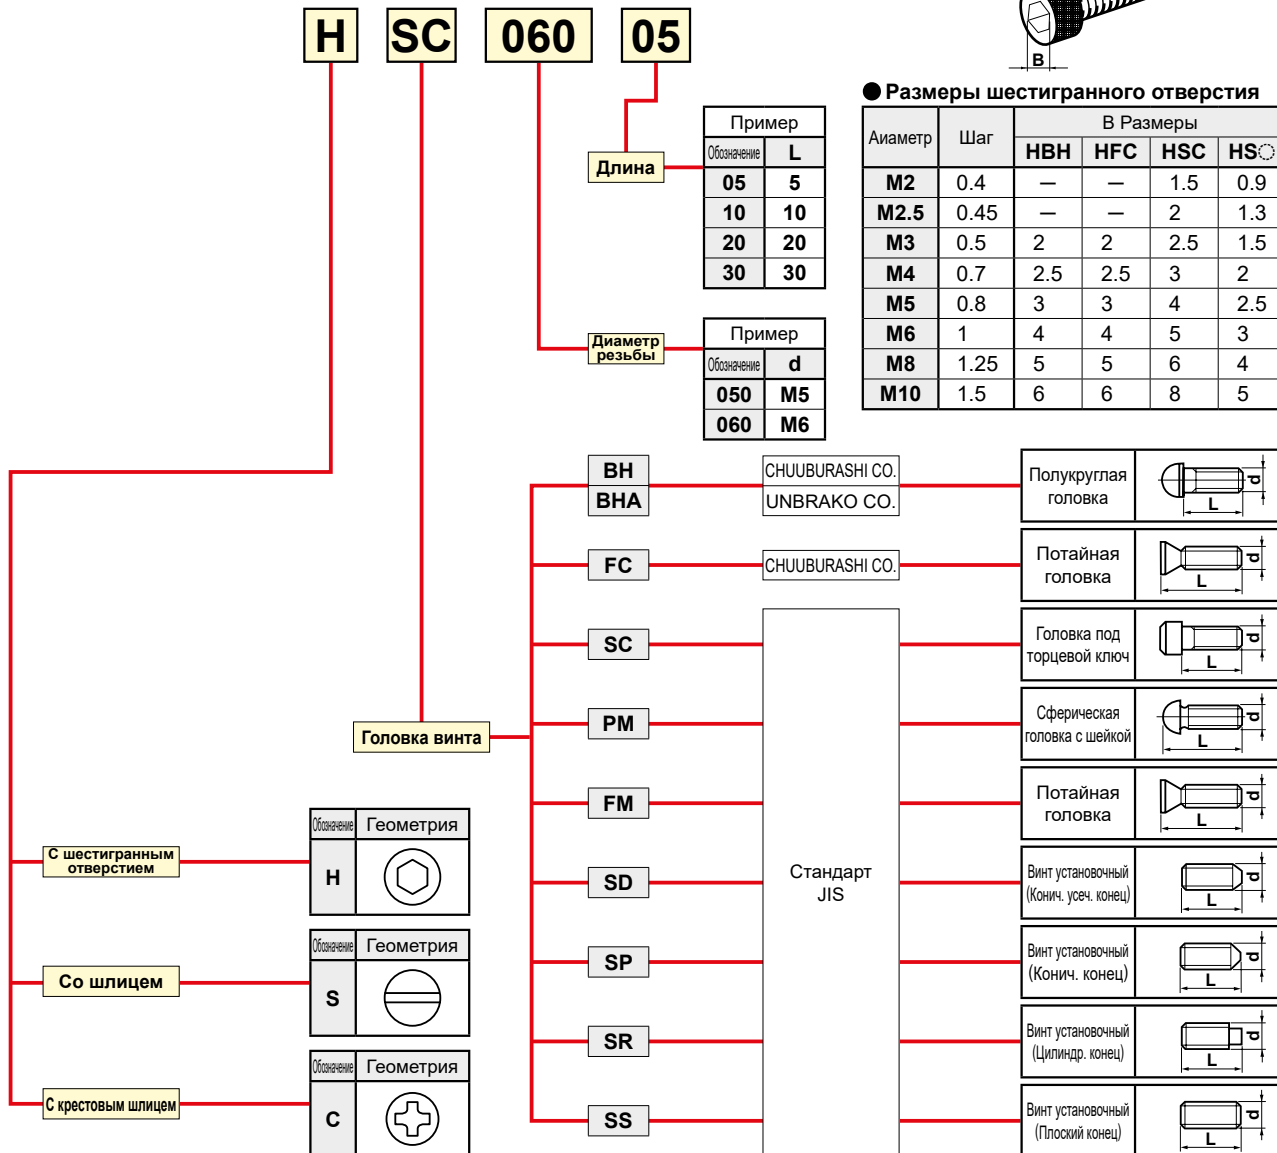 H SC 060 05
B
● Размеры шестигранного отверстия
Аиаметр Шаг B Размеры
HBH HFC HSC HS◌
M2 0.4 — — 1.5 0.9
M2.5 0.45 — — 2 1.3
M3 0.5 2 2 2.5 1.5
M4 0.7 2.5 2.5 3 2
M5 0.8 3 3 4 2.5
M6 1 4 4 5 3
M8 1.25 5 5 6 4
M10 1.5 6 6 8 5
Длина
Пример
Обозначение L
05 5
10 10
20 20
30 30
Диаметр
резьбы
Пример
Обозначение d
050 M5
060 M6
Головка винта
BH
BHA
CHUUBURASHI CO.
UNBRAKO CO.
Полукруглая
головка
L d
FC
CHUUBURASHI CO.
Потайная
головка
L d
SC
Головка под
торцевой ключ
L d
PM
Сферическая
головка с шейкой
L d
FM
Потайная
головка
L d
Стандарт
JIS
SD
Винт установочный
(Конич. усеч. конец)
L d
SP
Винт установочный
(Конич. конец)
L d
SR
Винт установочный
(Цилиндр. конец)
L d
SS
Винт установочный
(Плоский конец)
L d
С шестигранным
отверстием
Обозначение Геометрия
H
Со шлицем
Обозначение Геометрия
S
С крестовым шлицем
Обозначение Геометрия
C